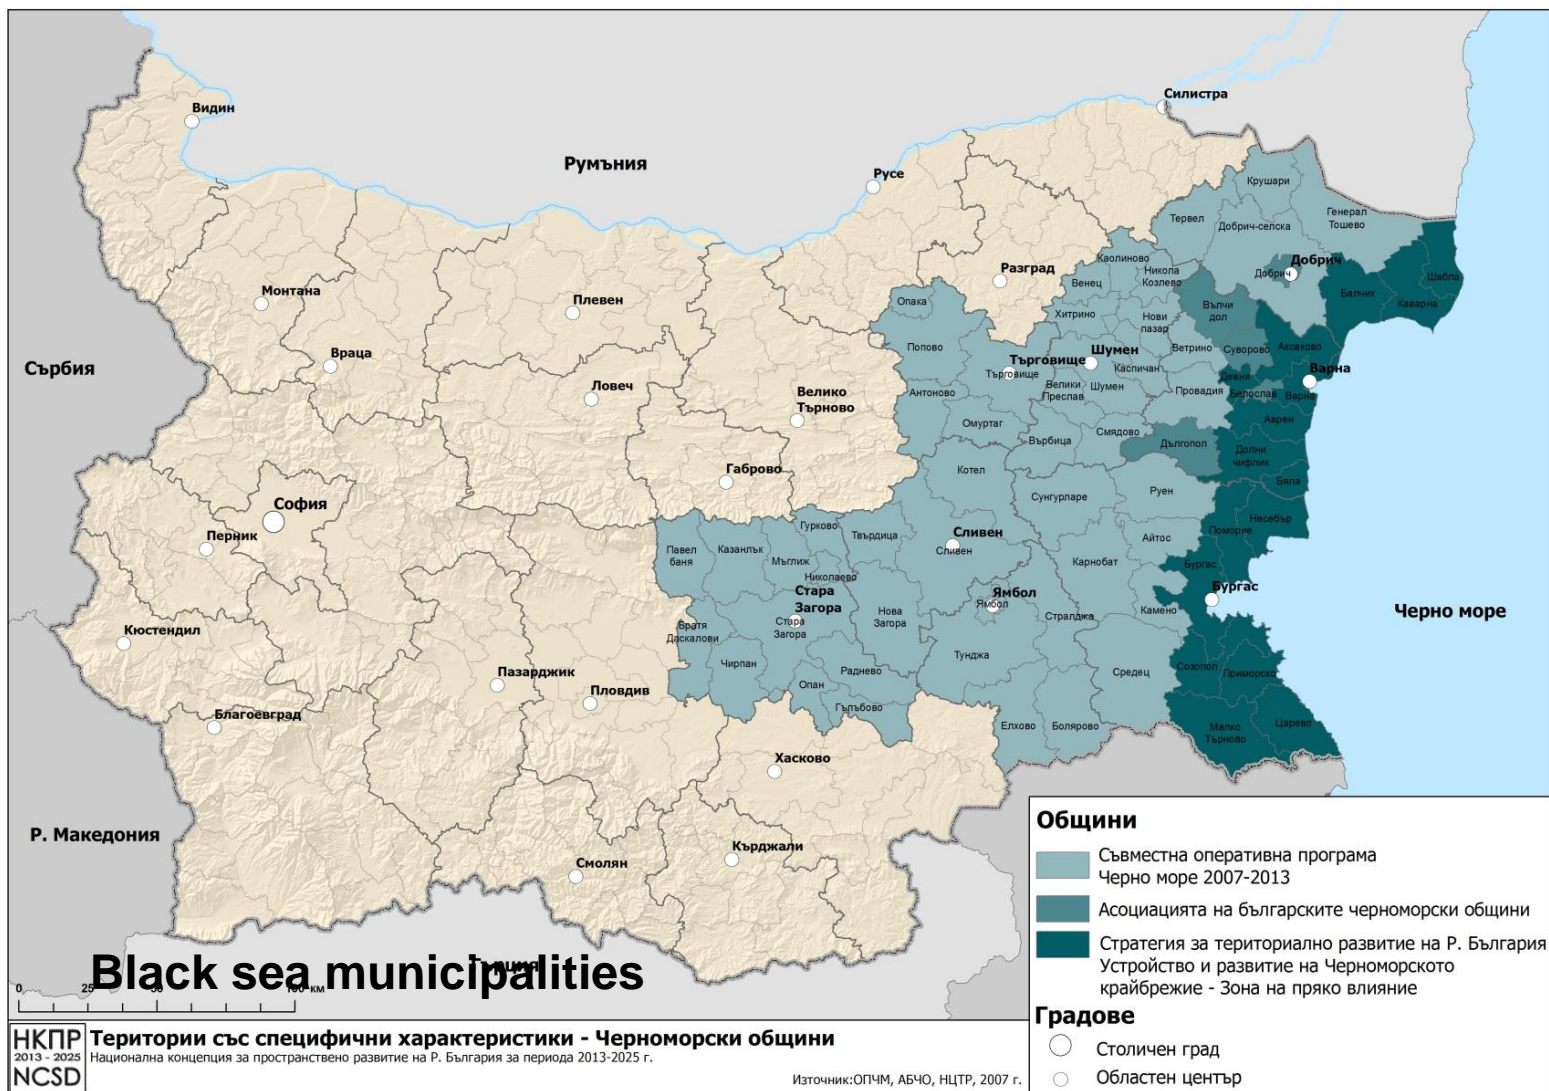 Видин
Силистра
Румъния
Русе
Крушари
Генерал
Тошево
Тервел
Добрич-селска
Разград
Каолиново
Никола
Козлево
Венец
Добрич
Добрич
Шабла
Балчик
Каварна
Монтана
Плевен
Опака
Хитрино
Нови
пазар
Вълчи
дол
Сърбия
Враца
Попово
Търговище
Търговище
Шумен
Каспичан
Ветрино
Суворово
Аксаково
Варна
Ловеч
Велико
Търново
Антоново
Велики
Преслав
Шумен
Провадия
Девня
Белослав
Варна
Омуртаг
Върбица
Смядово
Аврен
Дългопол
Долни
чифлик
Габрово
Котел
Бяла
София
Сунгурларе
Руен
Несебър
Перник
Павел
баня
Казанлък
Гурково
Твърдица
Сливен
Сливен
Поморие
Айтос
Мъглиж
Николаево
Карнобат
Бургас
Бургас
Стара
Загора
Стара
Загора
Нова
Загора
Ямбол
Ямбол
Стралджа
Камено
Черно море
Кюстендил
Братя
Даскалови
Чирпан
Тунджа
Пазарджик
Пловдив
Опан
Раднево
Средец
Созопол
Приморско
Гълъбово
Благоевград
Елхово
Болярово
Малко
Търново
Царево
Хасково
Р. Македония
Смолян
Кърджали
Black sea municipalities
0
25
км
Общини
Съвместна оперативна програма
Черно море 2007-2013
Асоциацията на българските черноморски общини
Стратегия за териториално развитие на Р. България
Устройство и развитие на Черноморското
крайбрежие - Зона на пряко влияние
Градове
Столичен град
Областен център
НКПР
2013 - 2025
NCSD
Територии със специфични характеристики - Черноморски общини
Национална концепция за пространствено развитие на Р. България за периода 2013-2025 г.
Източник:ОПЧМ, АБЧО, НЦТР, 2007 г.